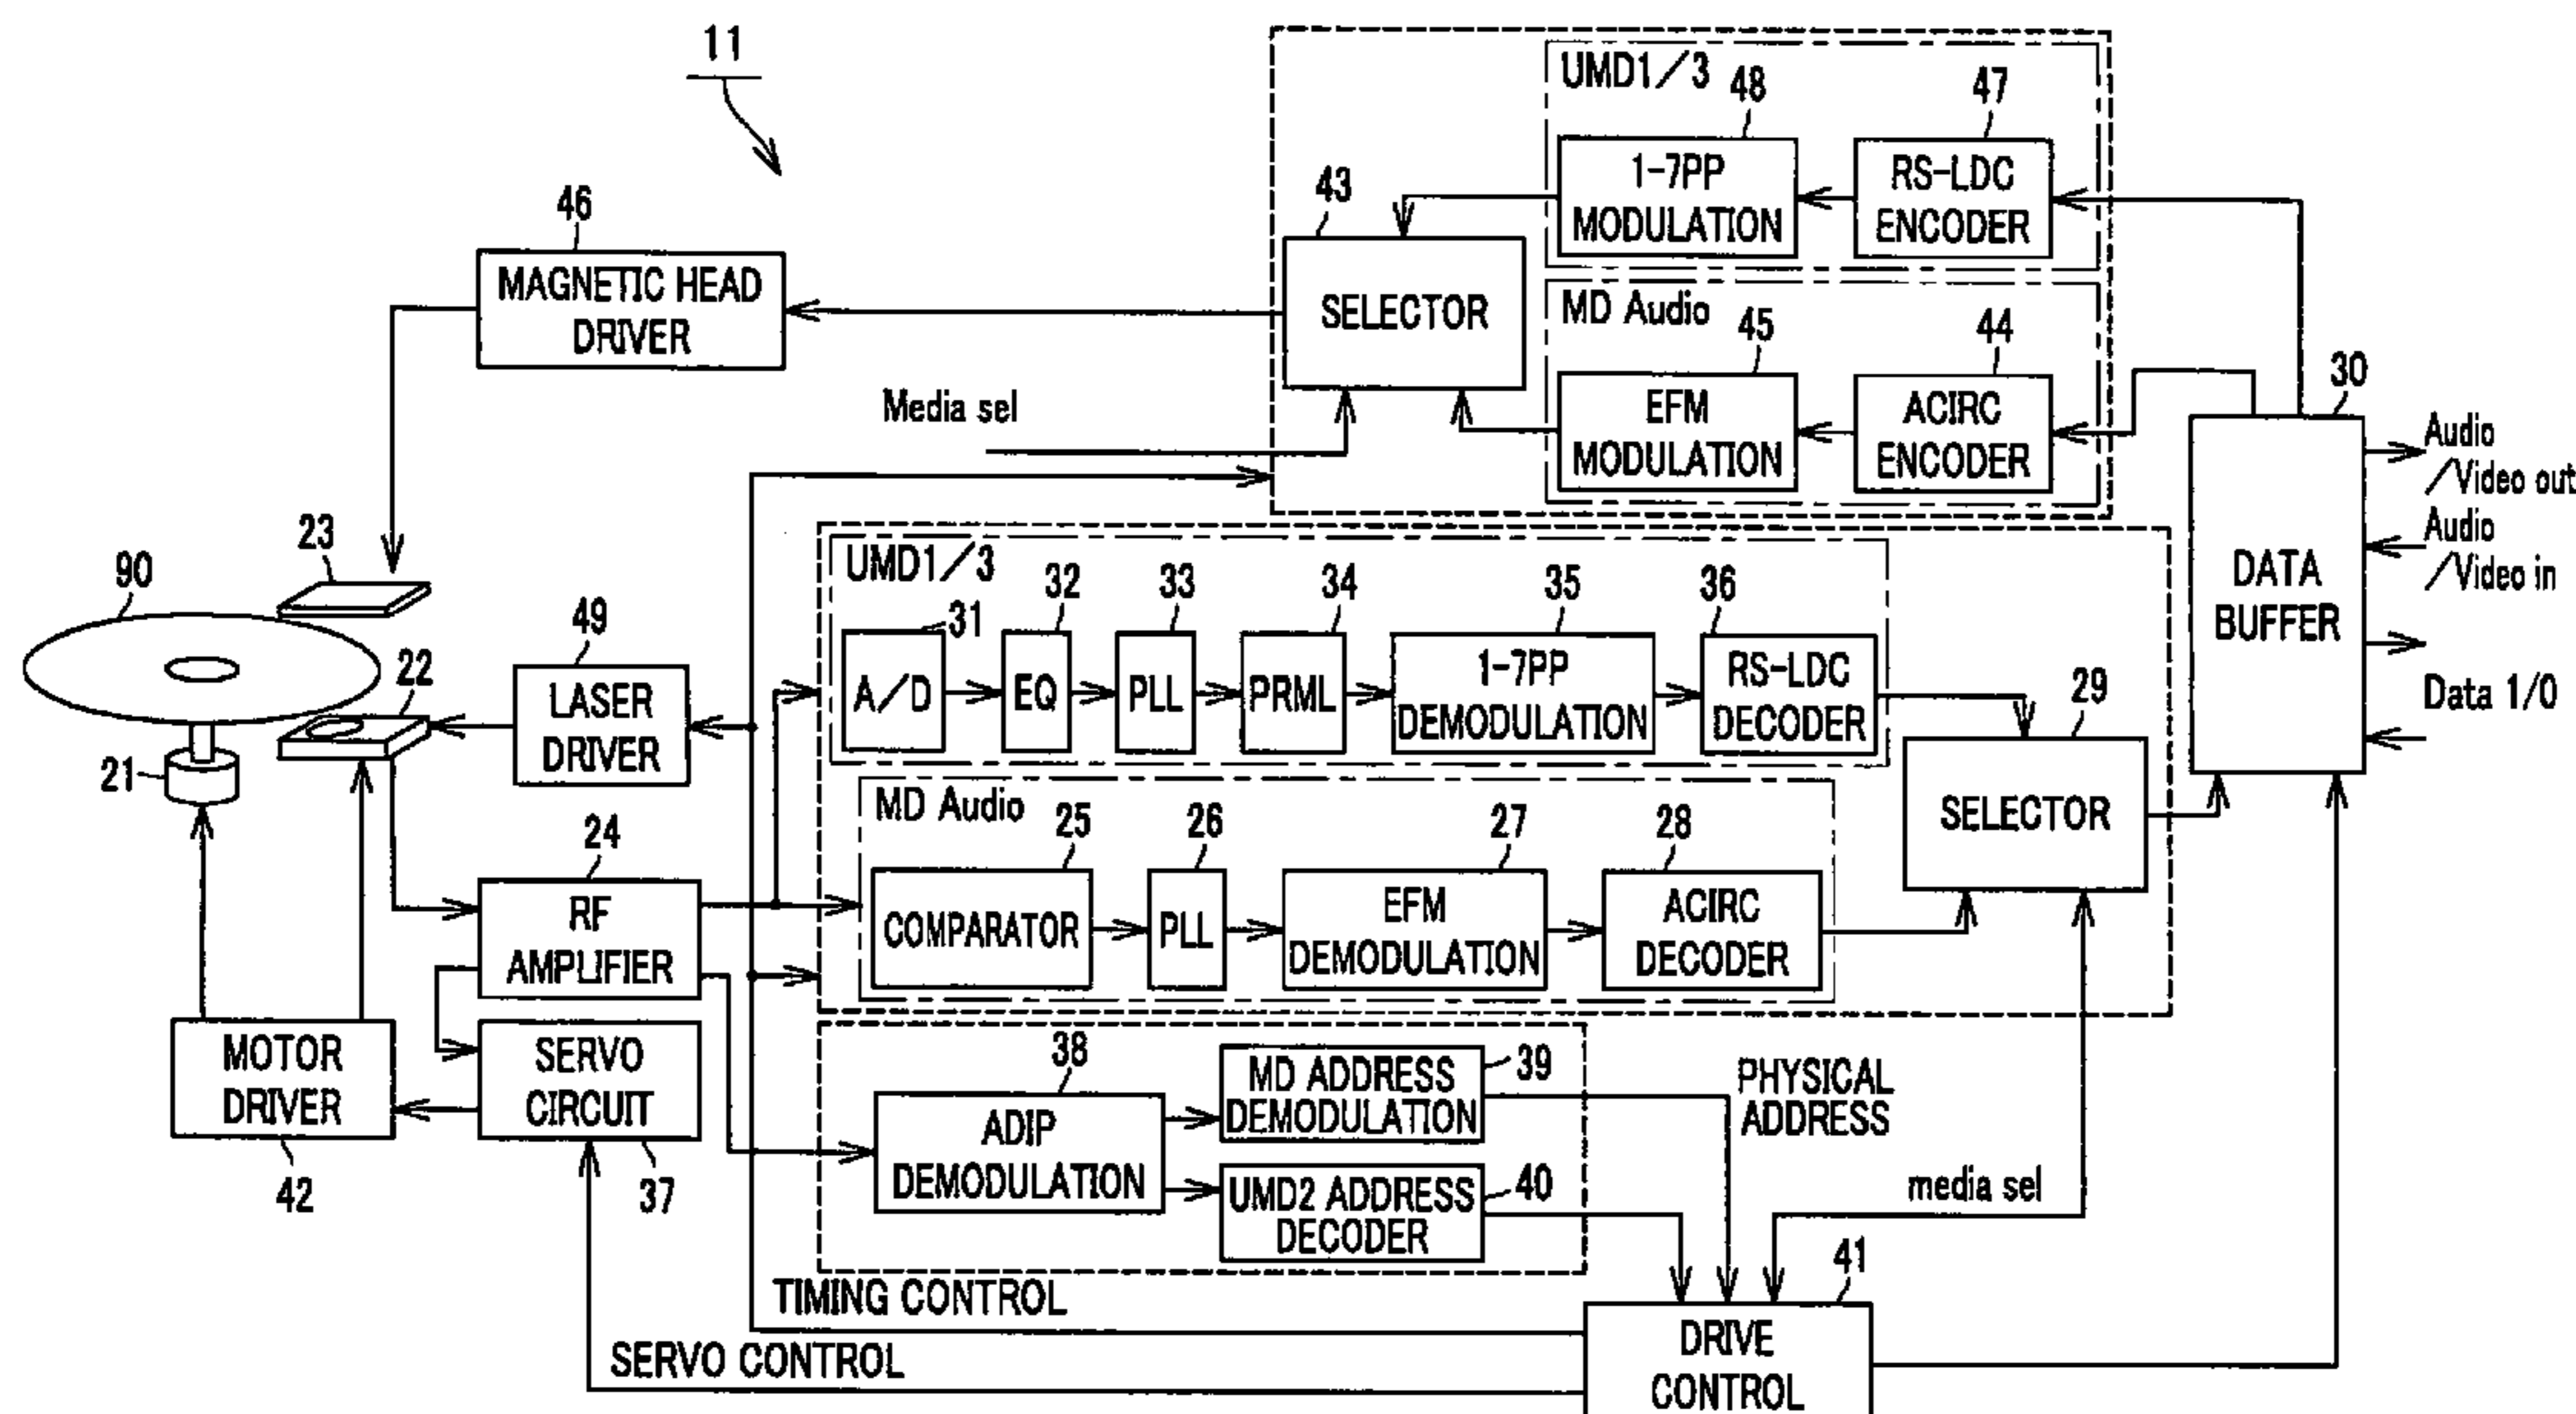 11
UMD1/3
48
47
1-7PP
MODULATION
RS-LDC
ENCODER
43
SELECTOR
46
MAGNETIC HEAD
DRIVER
MD Audio
45
44
EFM
MODULATION
ACIRC
ENCODER
Media sel
30
DATA
BUFFER
Audio
/Video out
Audio
/Video in
Data 1/0
23
90
22
21
49
LASER
DRIVER
UMD1/3
31
32
33
34
35
36
A/D
EQ
PLL
PRML
1-7PP
DEMODULATION
RS-LDC
DECODER
29
SELECTOR
MD Audio
25
26
27
28
COMPARATOR
PLL
EFM
DEMODULATION
ACIRC
DECODER
24
RF
AMPLIFIER
MOTOR
DRIVER
42
SERVO
CIRCUIT
37
38
ADIP
DEMODULATION
MD ADDRESS
DEMODULATION
39
UMD2 ADDRESS
DECODER
40
PHYSICAL
ADDRESS
media sel
41
DRIVE
CONTROL
TIMING CONTROL
SERVO CONTROL